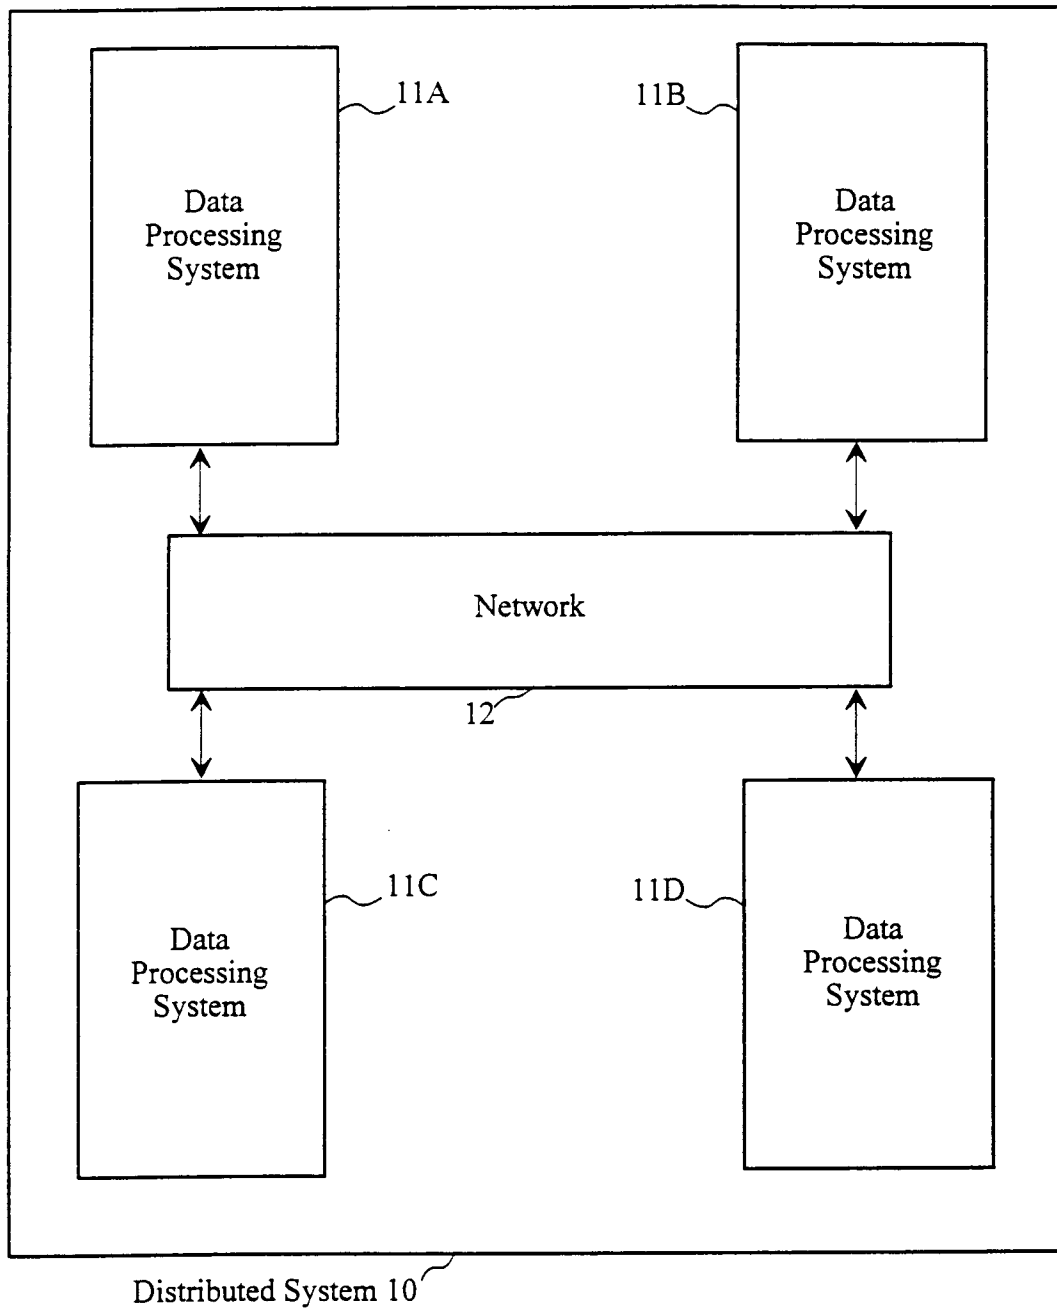 11A
11B
Data
Processing
System
Data
Processing
System
Network
12
11C
11D
Data
Processing
System
Data
Processing
System
Distributed System 10